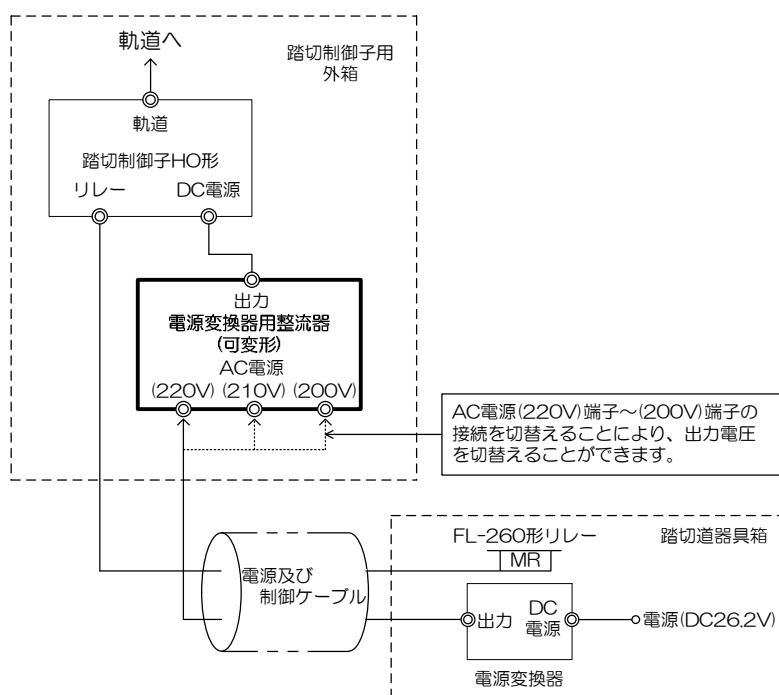 軌道へ
踏切制御子用
外箱
軌道
踏切制御子HO形
リレー DC電源
出力
電源変換器用整流器
(可変形)
AC電源
(220V) (210V) (200V)
AC電源(220V)端子～(200V)端子の
接続を切替えることにより、出力電圧
を切替えることができます。
電源及び
制御ケーブル
FL-260形リレー
踏切道器具箱
MR
出力
DC
電源
電源(DC26.2V)
電源変換器